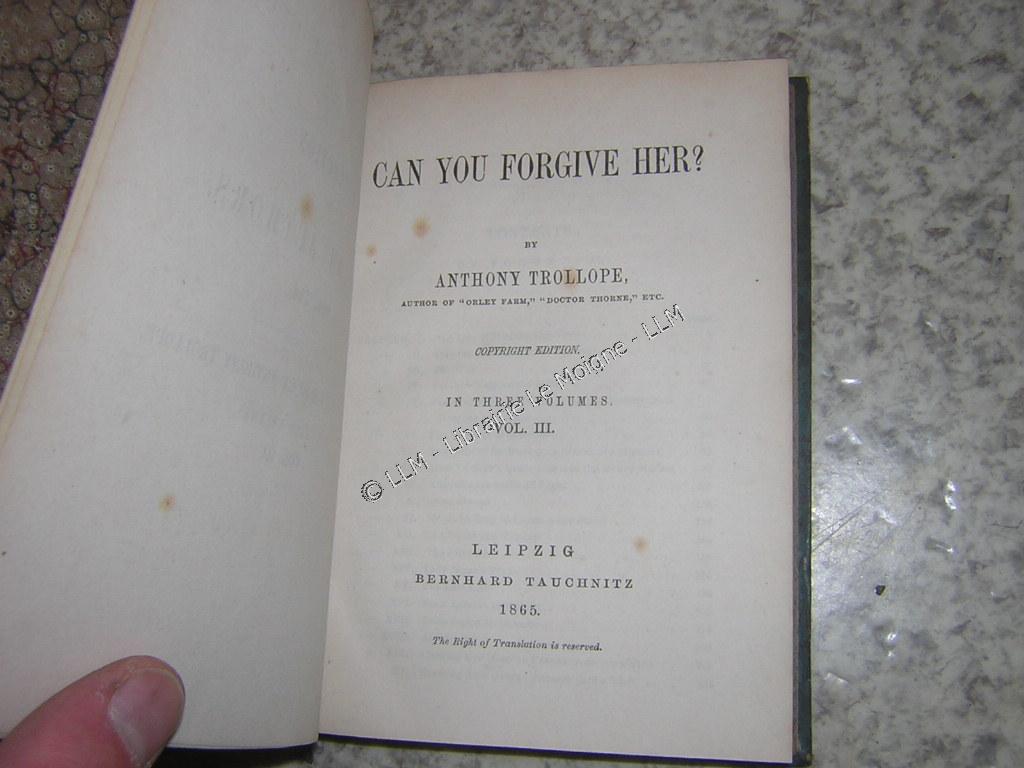 CAN YOU FORGIVE HER?
BY
ANTHONY TROLLOPE,
AUTHOR OF "ORLEY FARM," "DOCTOR THORNE," ETC.
COPYRIGHT EDITION.
IN THREE VOLUMES.
VOL. III.
© LLM - Librairie Le Moigne - LLM
LEIPZIG
BERNHARD TAUCHNITZ
1865.
The Right of Translation is reserved.